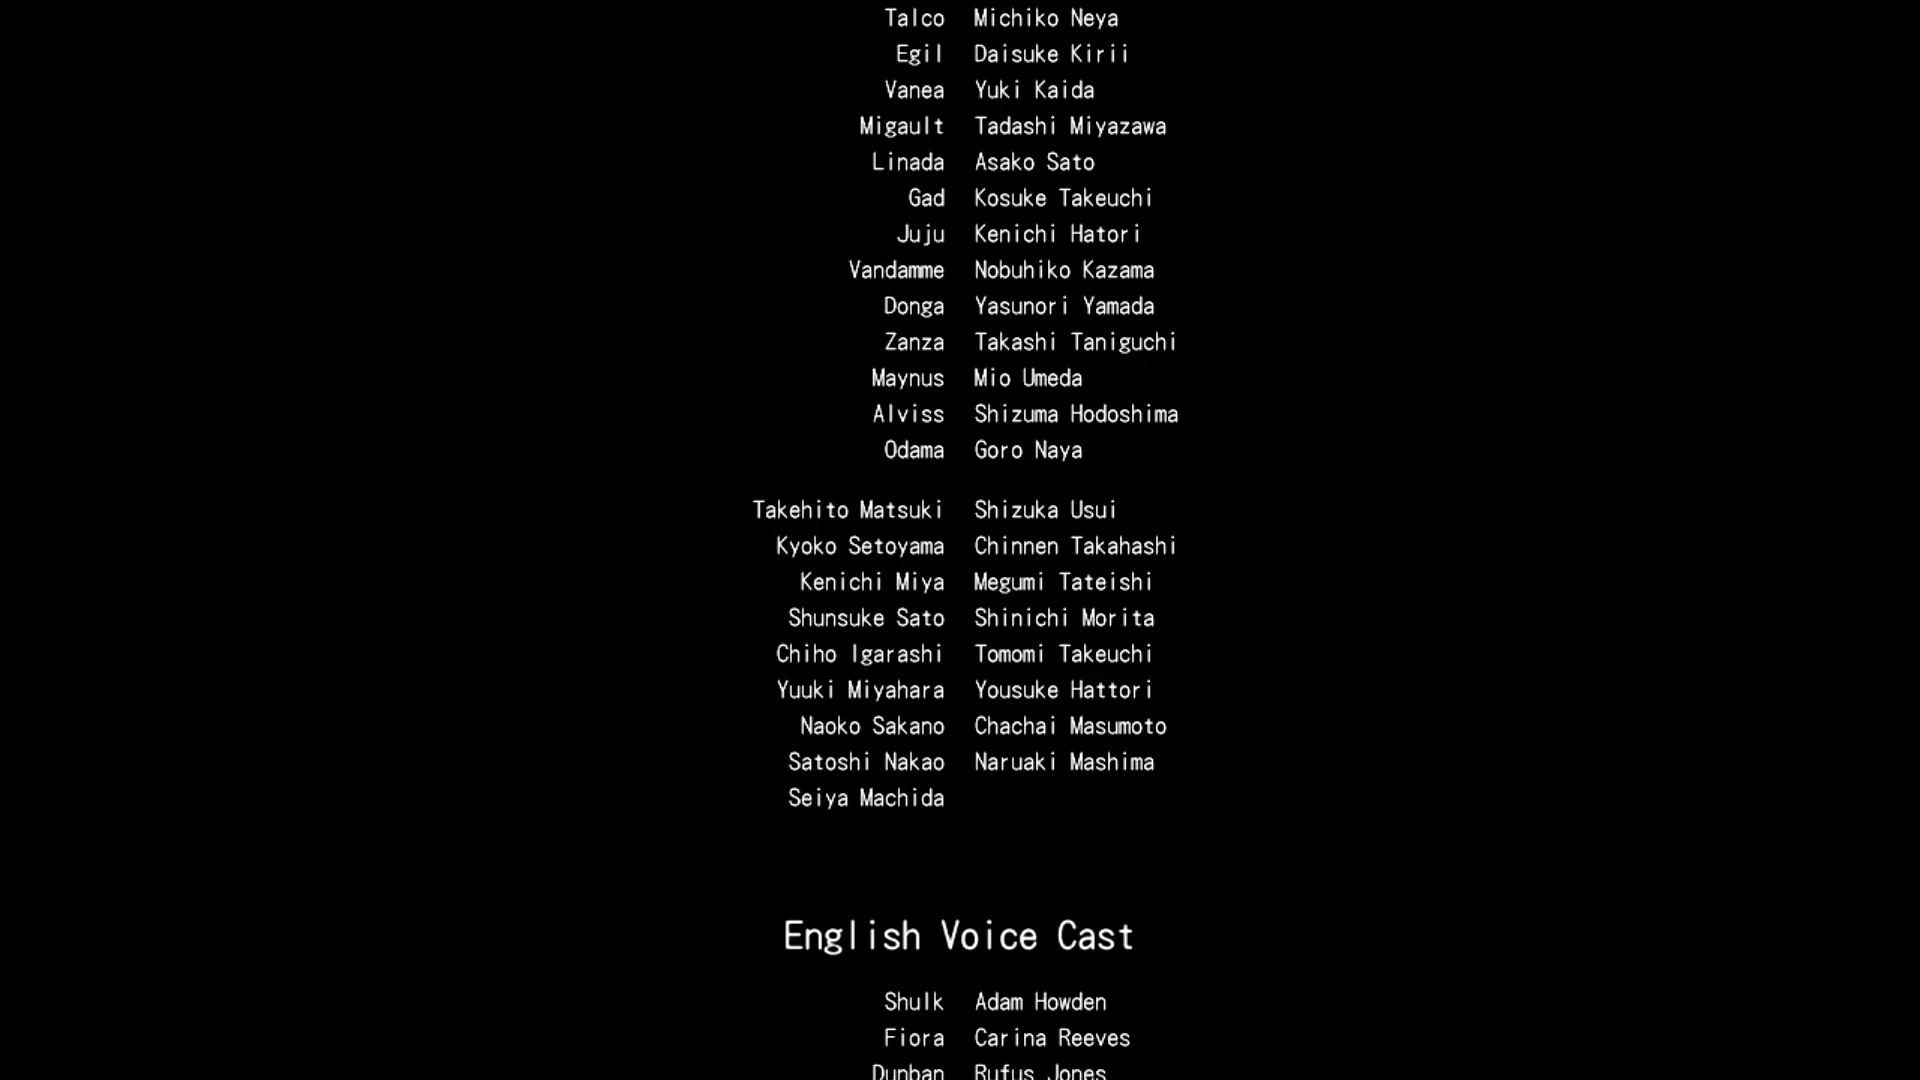 Talco Michiko Neya
Egil Daisuke Kirii
Vanea Yuki Kaida
Migault Tadashi Miyazawa
Linada Asako Sato
Gad Kosuke Takeuchi
Juju Kenichi Hatori
Vandamme Nobuhiko Kazama
Donga Yasunori Yamada
Zanza Takashi Taniguchi
Maynus Mio Umeda
Alviss Shizuma Hodoshima
Odama Goro Naya
Takehito Matsuki Shizuka Usui
Kyoko Setoyama Chinnen Takahashi
Kenichi Miya Megumi Tateishi
Shunsuke Sato Shinichi Morita
Chiho Igarashi Tomomi Takeuchi
Yuuki Miyahara Yousuke Hattori
Naoko Sakano Chachai Masumoto
Satoshi Nakao Naruaki Mashima
Seiya Machida
English Voice Cast
Shulk Adam Howden
Fiora Carina Reeves
Dunban Rufus Jones